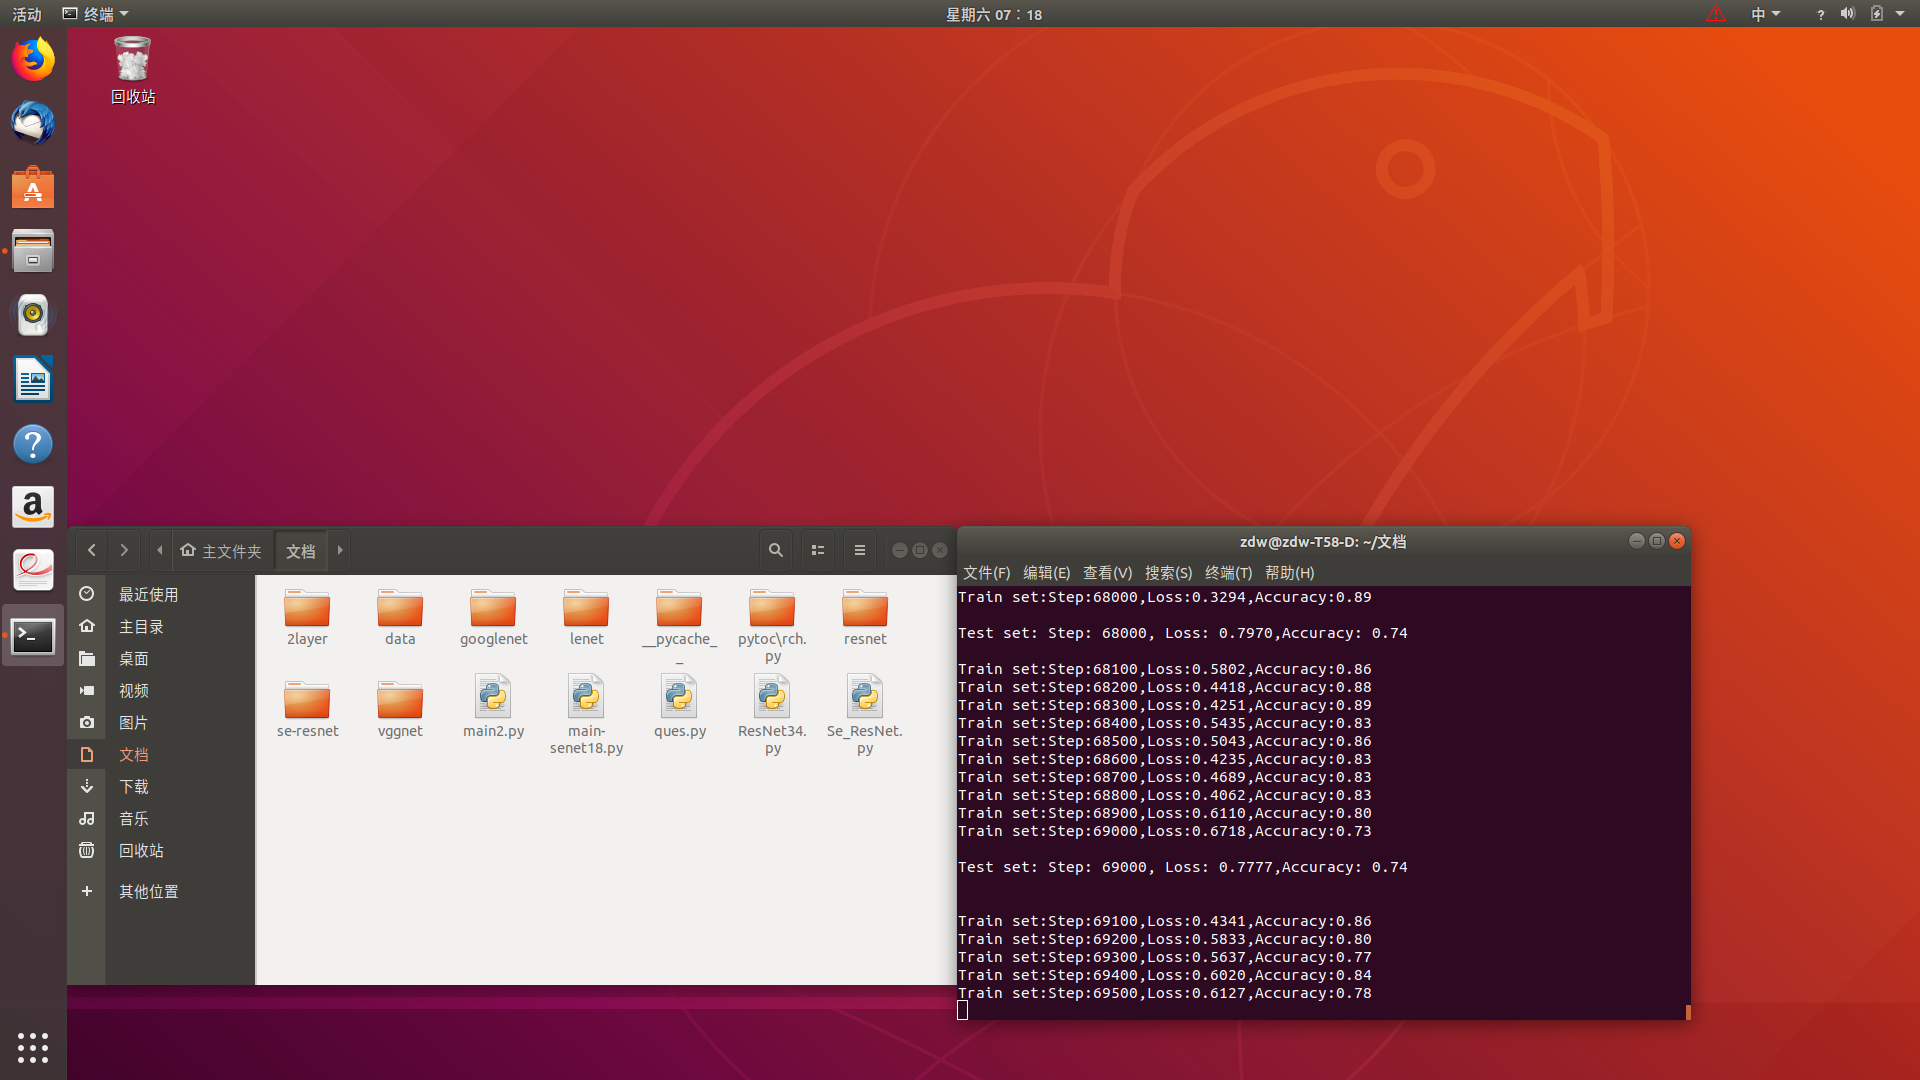 活动 终端 星期六 07:18 中
回收站
主文件夹 文档
最近使用
主目录
桌面
视频
图片
文档
下载
音乐
回收站
其他位置
2layer data googlenet lenet __pycache__ pytoc\rch.py resnet
se-resnet vggnet main2.py main-senet18.py ques.py ResNet34.py Se_ResNet.py
zdw@zdw-T58-D: ~/文档
文件(F) 编辑(E) 查看(V) 搜索(S) 终端(T) 帮助(H)
Train set:Step:68000,Loss:0.3294,Accuracy:0.89
Test set: Step: 68000, Loss: 0.7970,Accuracy: 0.74
Train set:Step:68100,Loss:0.5802,Accuracy:0.86
Train set:Step:68200,Loss:0.4418,Accuracy:0.88
Train set:Step:68300,Loss:0.4251,Accuracy:0.89
Train set:Step:68400,Loss:0.5435,Accuracy:0.83
Train set:Step:68500,Loss:0.5043,Accuracy:0.86
Train set:Step:68600,Loss:0.4235,Accuracy:0.83
Train set:Step:68700,Loss:0.4689,Accuracy:0.83
Train set:Step:68800,Loss:0.4062,Accuracy:0.83
Train set:Step:68900,Loss:0.6110,Accuracy:0.80
Train set:Step:69000,Loss:0.6718,Accuracy:0.73
Test set: Step: 69000, Loss: 0.7777,Accuracy: 0.74
Train set:Step:69100,Loss:0.4341,Accuracy:0.86
Train set:Step:69200,Loss:0.5833,Accuracy:0.80
Train set:Step:69300,Loss:0.5637,Accuracy:0.77
Train set:Step:69400,Loss:0.6020,Accuracy:0.84
Train set:Step:69500,Loss:0.6127,Accuracy:0.78